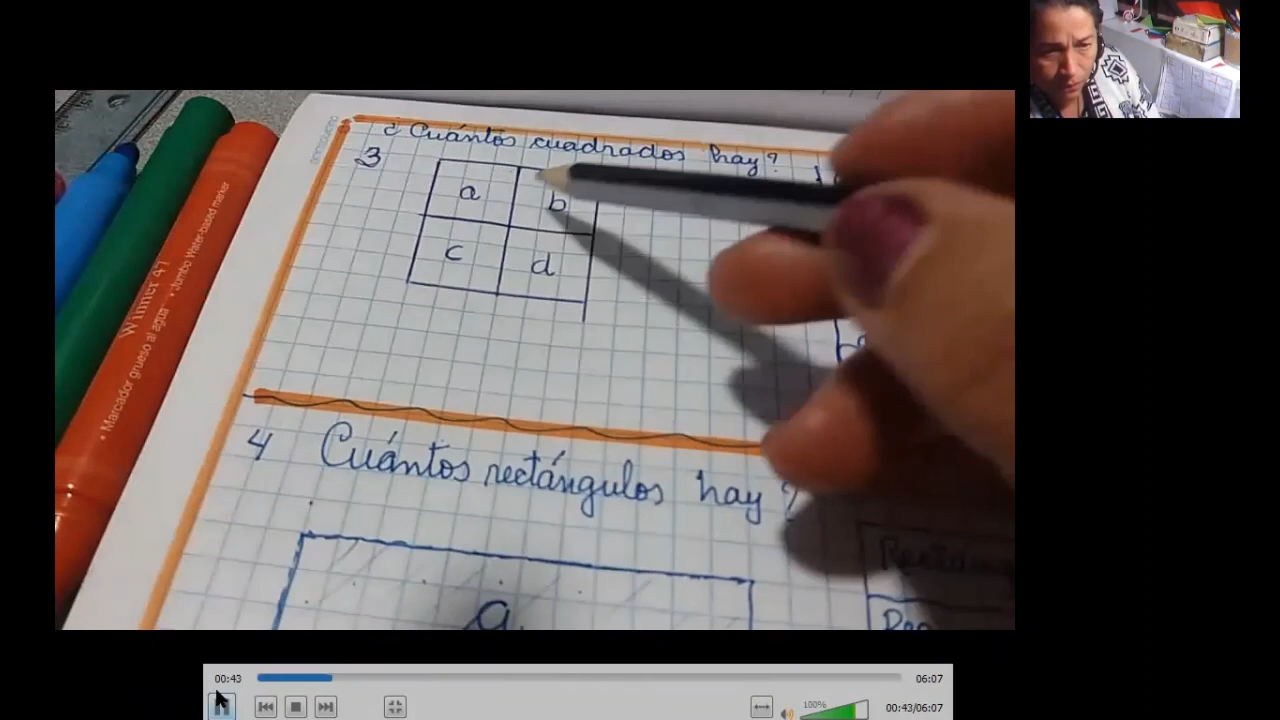 ¿ Cuántos cuadrados hay?
3
a
b
c
d
4 Cuántos rectángulos hay?
a
Winner 47
• Jumbo Water-based marker
• Marcador grueso al agua
00:43
06:07
100%
00:43/06:07